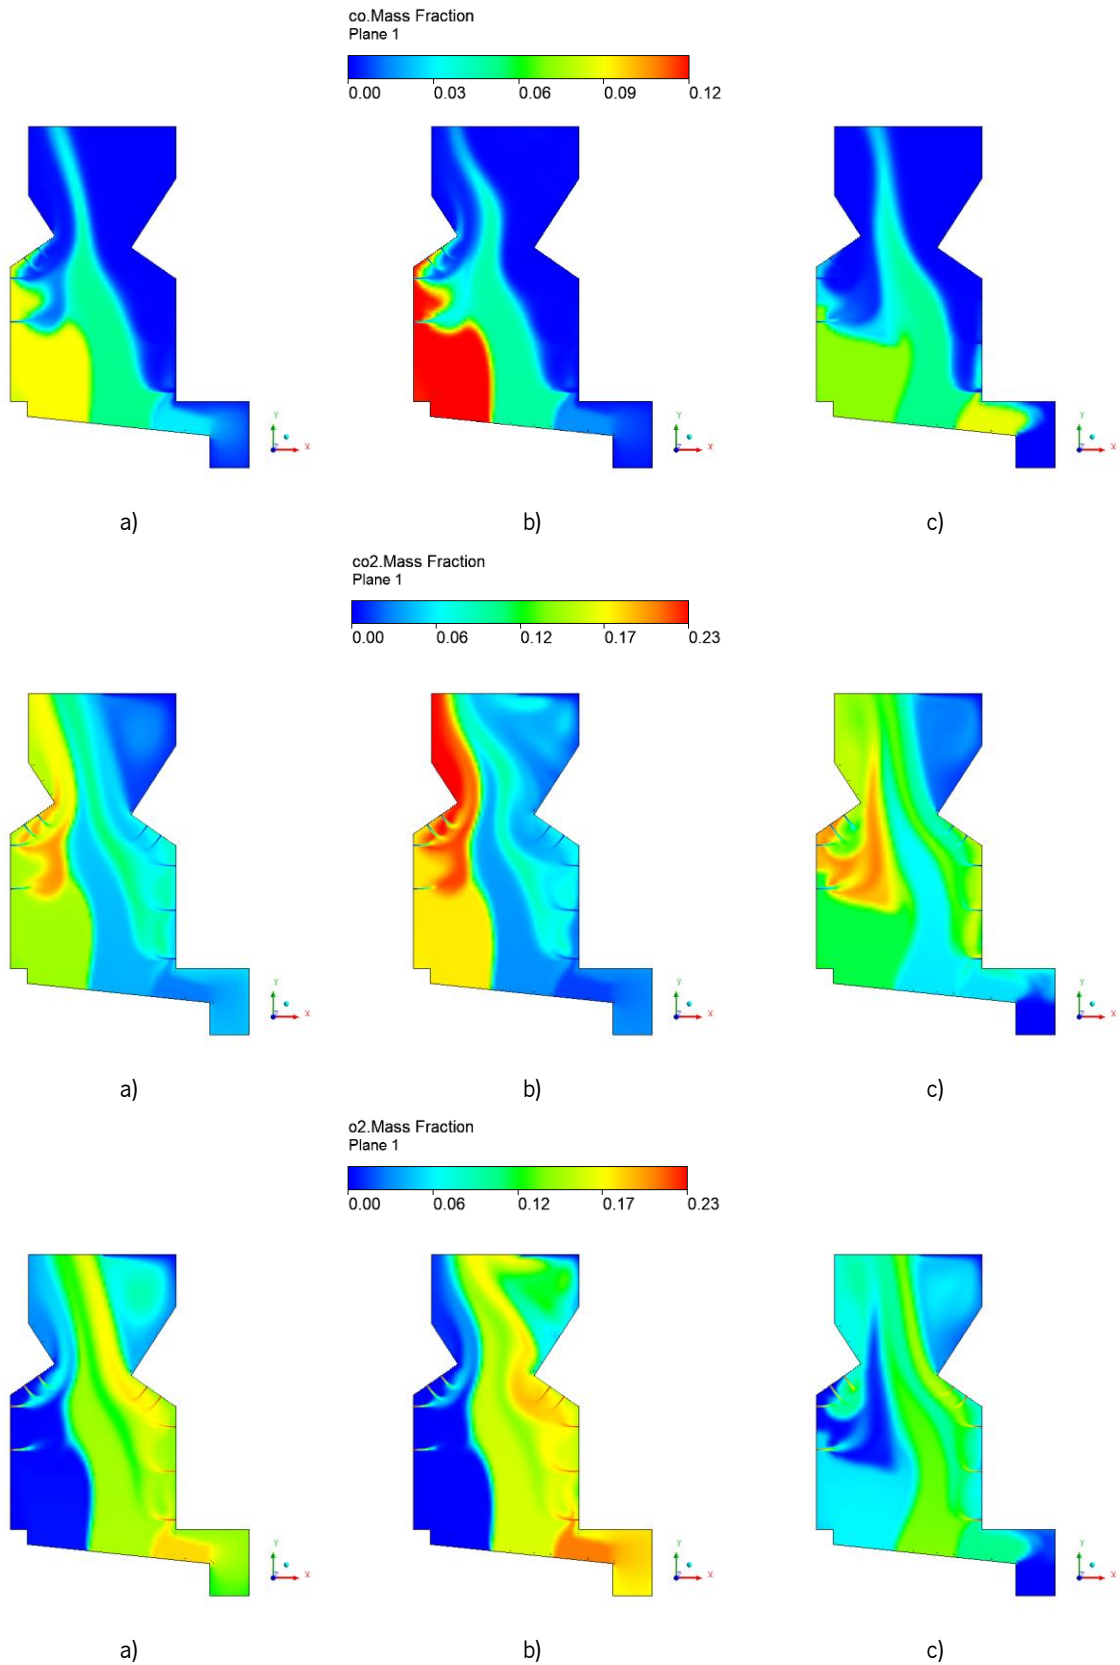 co.Mass Fraction
Plane 1
0.00 0.03 0.06 0.09 0.12
Y X Z Y X Z Y X Z
a) b) c)
co2.Mass Fraction
Plane 1
0.00 0.06 0.12 0.17 0.23
Y X Z Y X Z Y X Z
a) b) c)
o2.Mass Fraction
Plane 1
0.00 0.06 0.12 0.17 0.23
Y X Z Y X Z Y X Z
a) b) c)